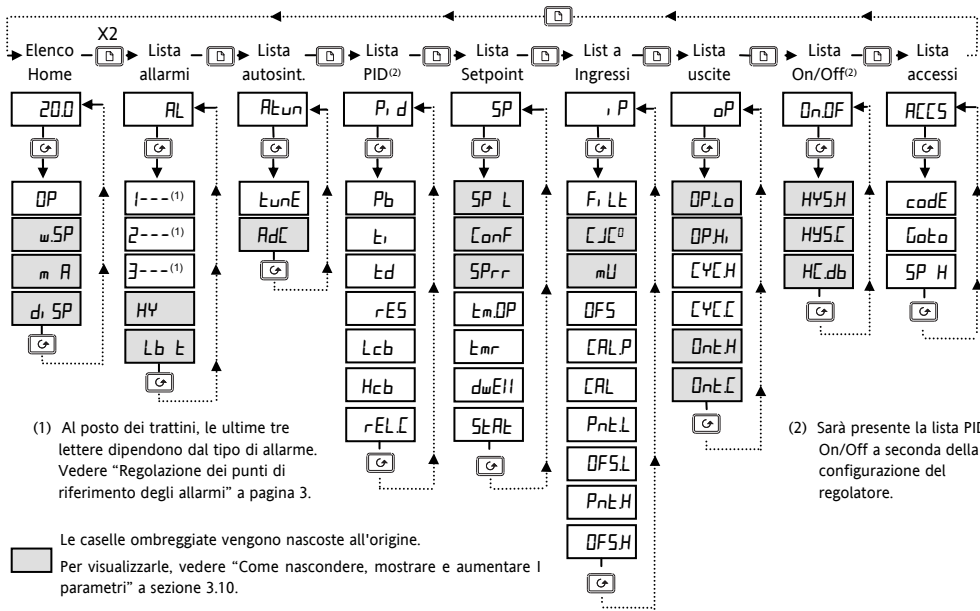 X2
Elenco Home
Lista allarmi
Lista autosint.
Lista PID(2)
Lista Setpoint
List a Ingressi
Lista uscite
Lista On/Off(2)
Lista accessi
20.0
AL
Atun
Pi d
SP
i P
oP
On.OF
ACCS
OP
w.SP
m A
di SP
1---(1)
2---(1)
3---(1)
HY
Lb t
tunE
AdC
Pb
ti
td
rES
Lcb
Hcb
rEL.C
SP L
ConF
SPrr
tm.OP
tmr
dwEll
StAt
Fi Lt
CJCº
mU
OFS
CAL.P
CAL
Pnt.L
OFS.L
Pnt.H
OFS.H
OP.Lo
OP.Hi
CYC.H
CYC.C
Ont.H
Ont.C
HYS.H
HYS.C
HC.db
codE
Goto
SP H
(1) Al posto dei trattini, le ultime tre
lettere dipendono dal tipo di allarme.
Vedere “Regolazione dei punti di
riferimento degli allarmi” a pagina 3.
(2) Sarà presente la lista PID
On/Off a seconda della
configurazione del
regolatore.
Le caselle ombreggiate vengono nascoste all'origine.
Per visualizzarle, vedere “Come nascondere, mostrare e aumentare I
parametri” a sezione 3.10.